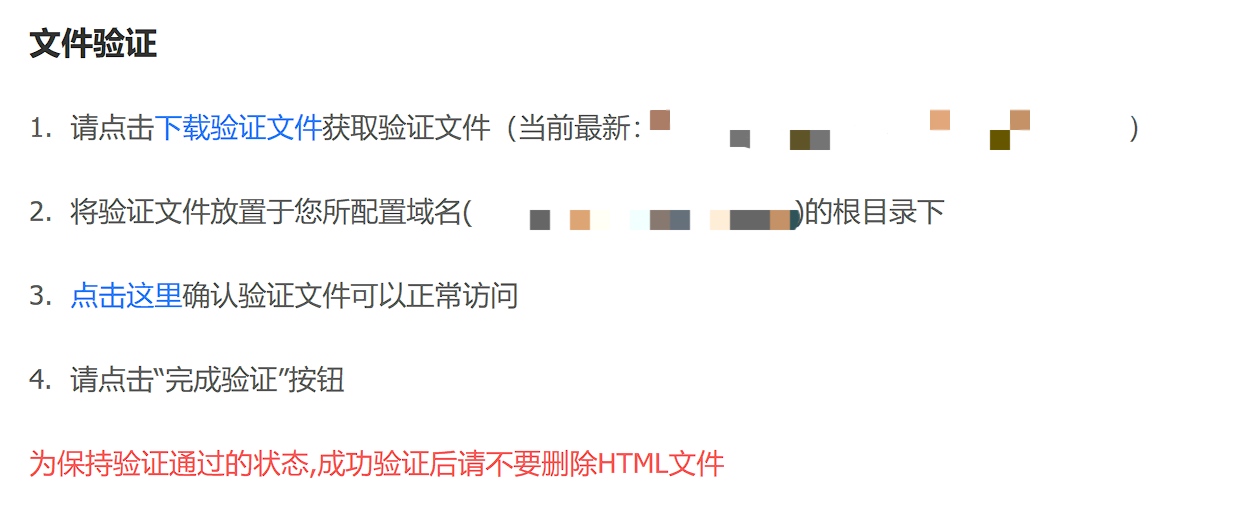 文件验证
1. 请点击下载验证文件获取验证文件（当前最新： ）
2. 将验证文件放置于您所配置域名( )的根目录下
3. 点击这里确认验证文件可以正常访问
4. 请点击“完成验证”按钮
为保持验证通过的状态,成功验证后请不要删除HTML文件